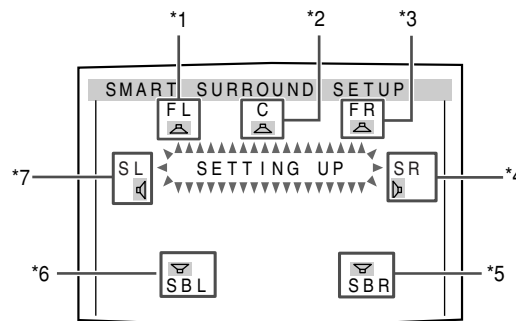 *1 *2 *3
SMART SURROUND SETUP
FL C FR
*7 SL SETTING UP SR *4
*6 SBL SBR *5